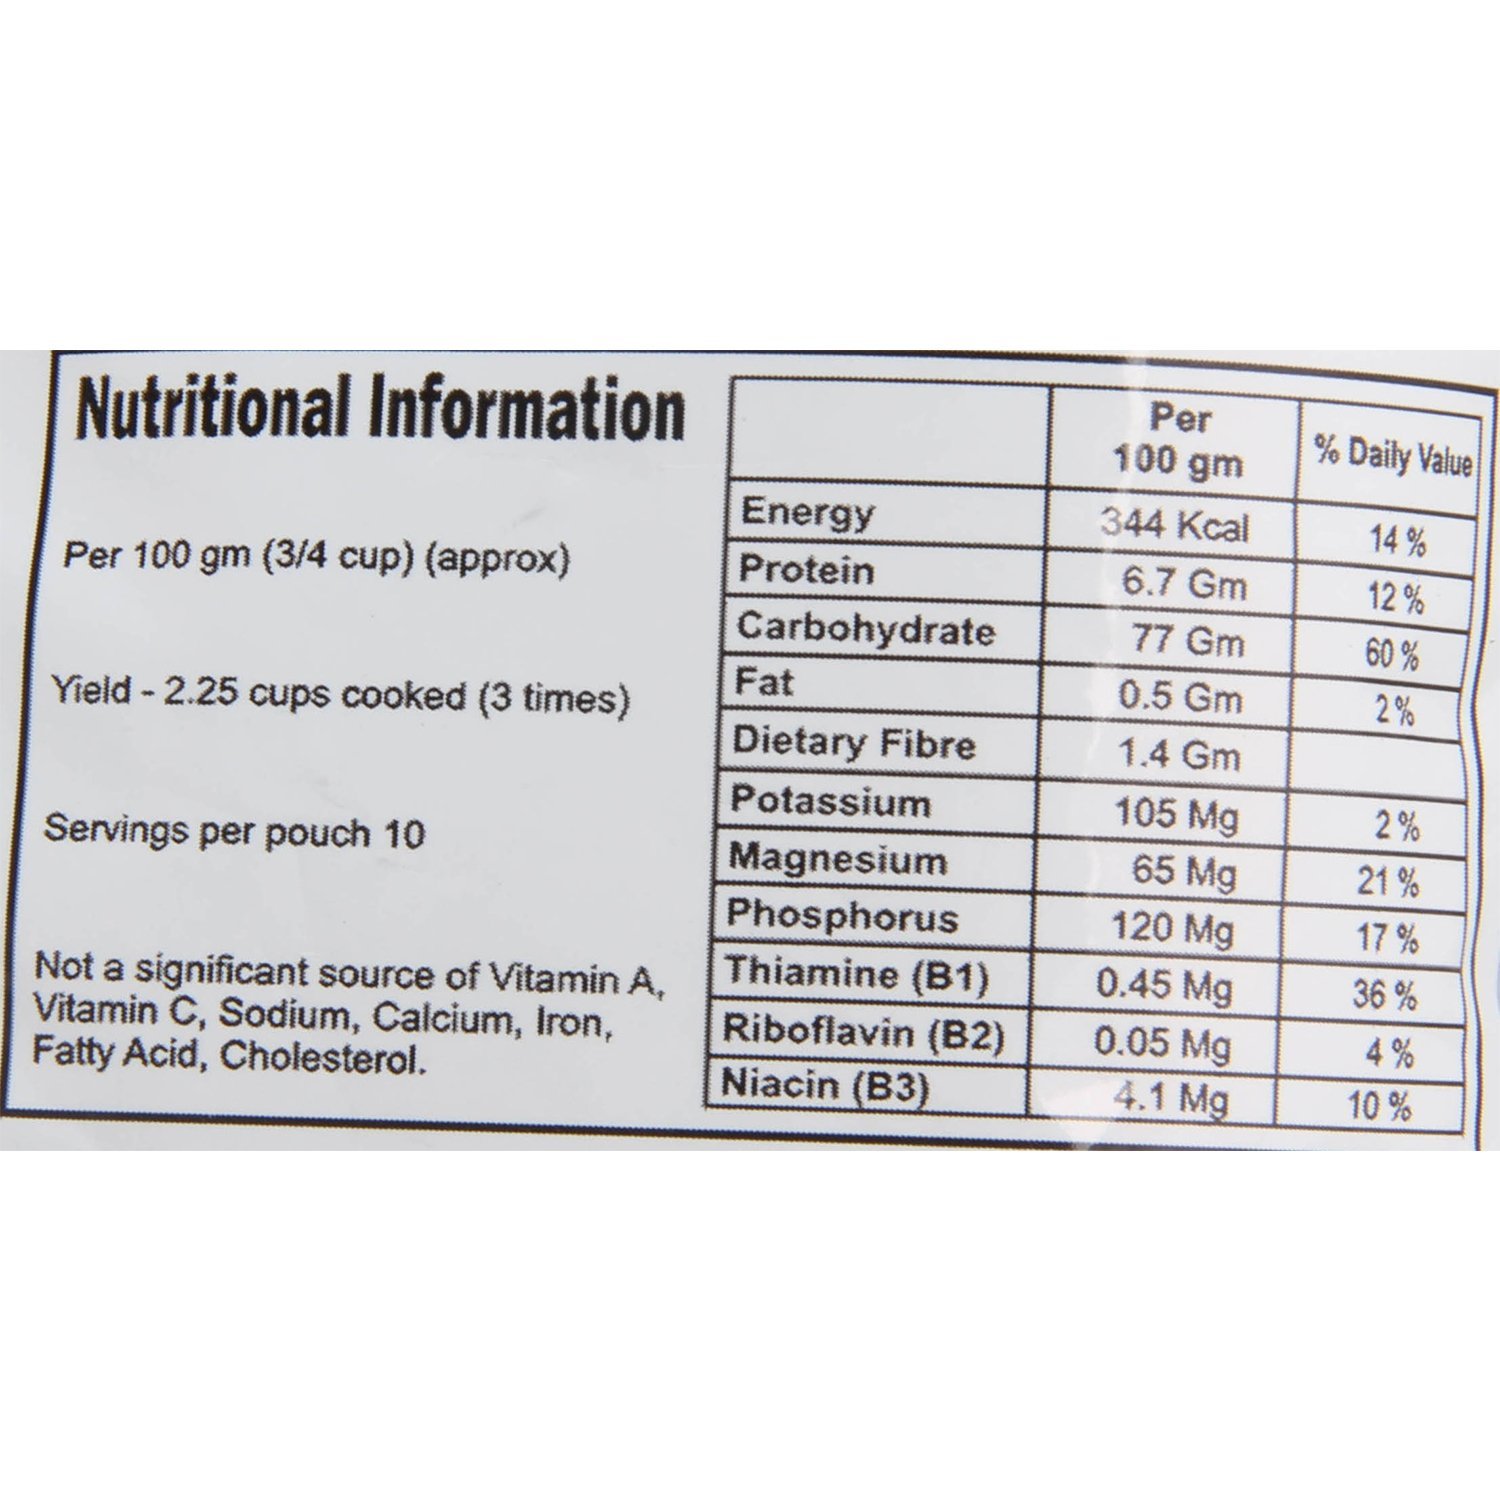 Nutritional Information
Per 100 gm (3/4 cup) (approx)
Yield - 2.25 cups cooked (3 times)
Servings per pouch 10
Not a significant source of Vitamin A,
Vitamin C, Sodium, Calcium, Iron,
Fatty Acid, Cholesterol.
Per
100 gm
% Daily Value
Energy 344 Kcal 14 %
Protein 6.7 Gm 12 %
Carbohydrate 77 Gm 60 %
Fat 0.5 Gm 2 %
Dietary Fibre 1.4 Gm
Potassium 105 Mg 2 %
Magnesium 65 Mg 21 %
Phosphorus 120 Mg 17 %
Thiamine (B1) 0.45 Mg 36 %
Riboflavin (B2) 0.05 Mg 4 %
Niacin (B3) 4.1 Mg 10 %